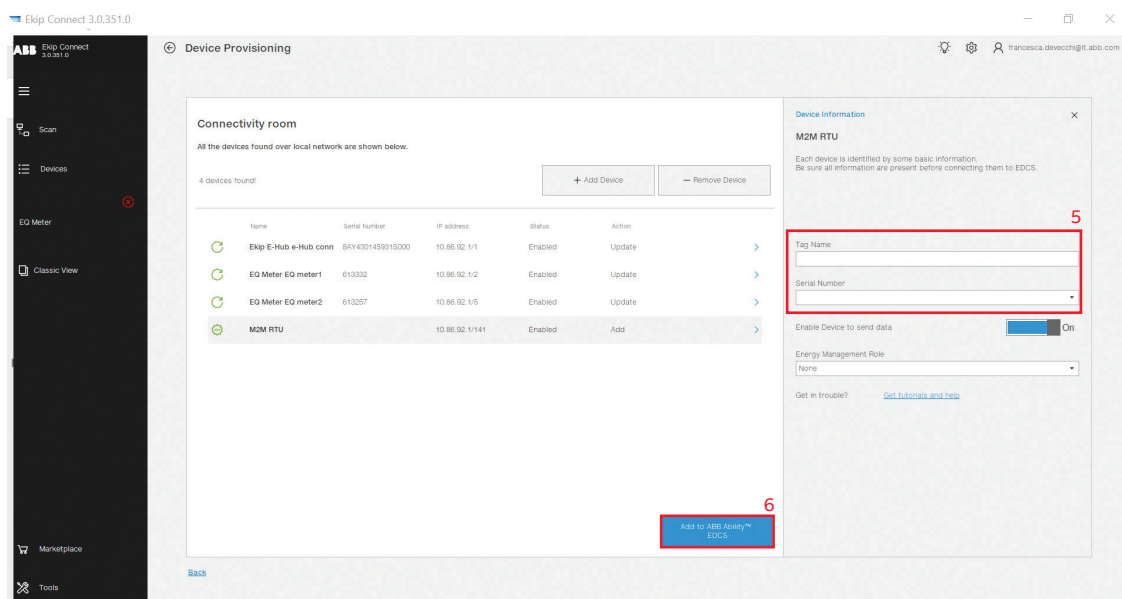 Ekip Connect 3.0.351.0
ABB Ekip Connect
3.0.351.0
Device Provisioning
francesca.devecchi@it.abb.com
Scan
Devices
EQ Meter
Classic View
Marketplace
Tools
Connectivity room
All the devices found over local network are shown below.
4 devices found!
+ Add Device
− Remove Device
Name Serial Number IP address Status Action
Ekip E-Hub e-Hub conn 8AY4301459315000 10.86.92.1/1 Enabled Update
EQ Meter EQ meter1 613332 10.86.92.1/2 Enabled Update
EQ Meter EQ meter2 613257 10.86.92.1/5 Enabled Update
M2M RTU 10.86.92.1/141 Enabled Add
6
Add to ABB Ability™
EDCS
Back
Device Information
M2M RTU
Each device is identified by some basic information.
Be sure all information are present before connecting them to EDCS.
5
Tag Name
Serial Number
Enable Device to send data On
Energy Management Role
None
Get in trouble? Get tutorials and help